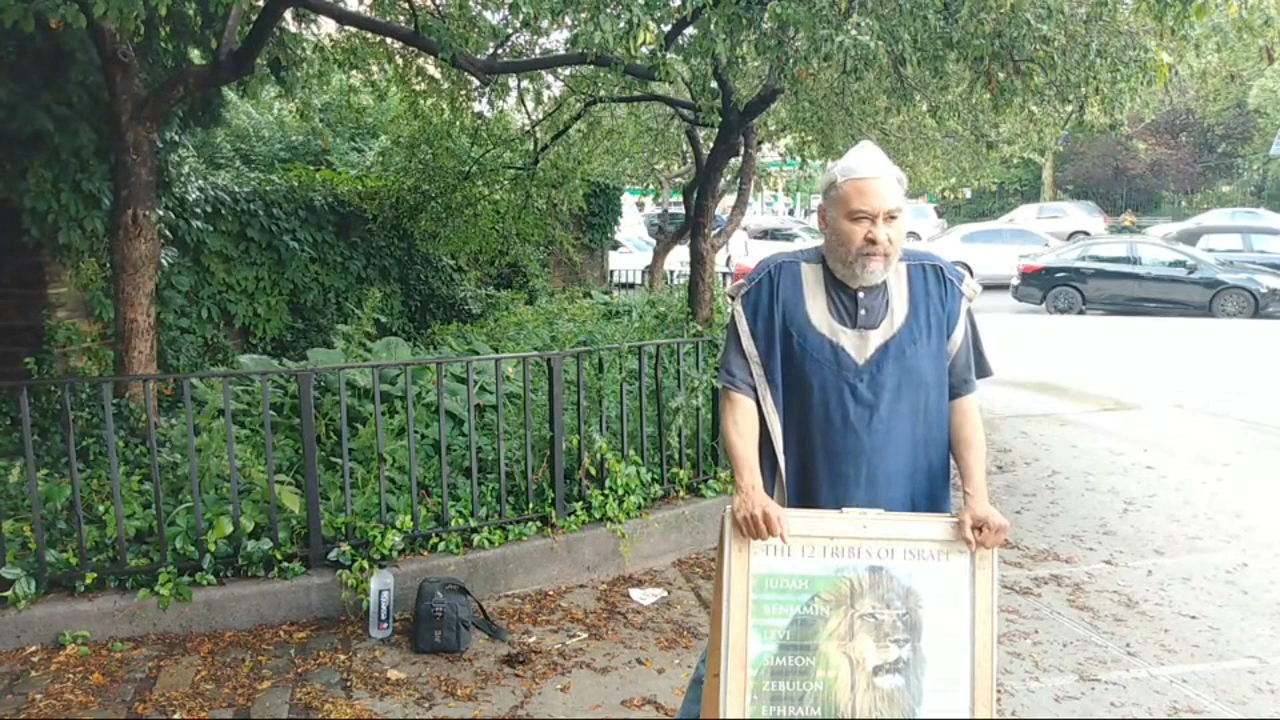 THE 12 TRIBES OF ISRAEL
JUDAH
BENJAMIN
LEVI
SIMEON
ZEBULON
EPHRAIM